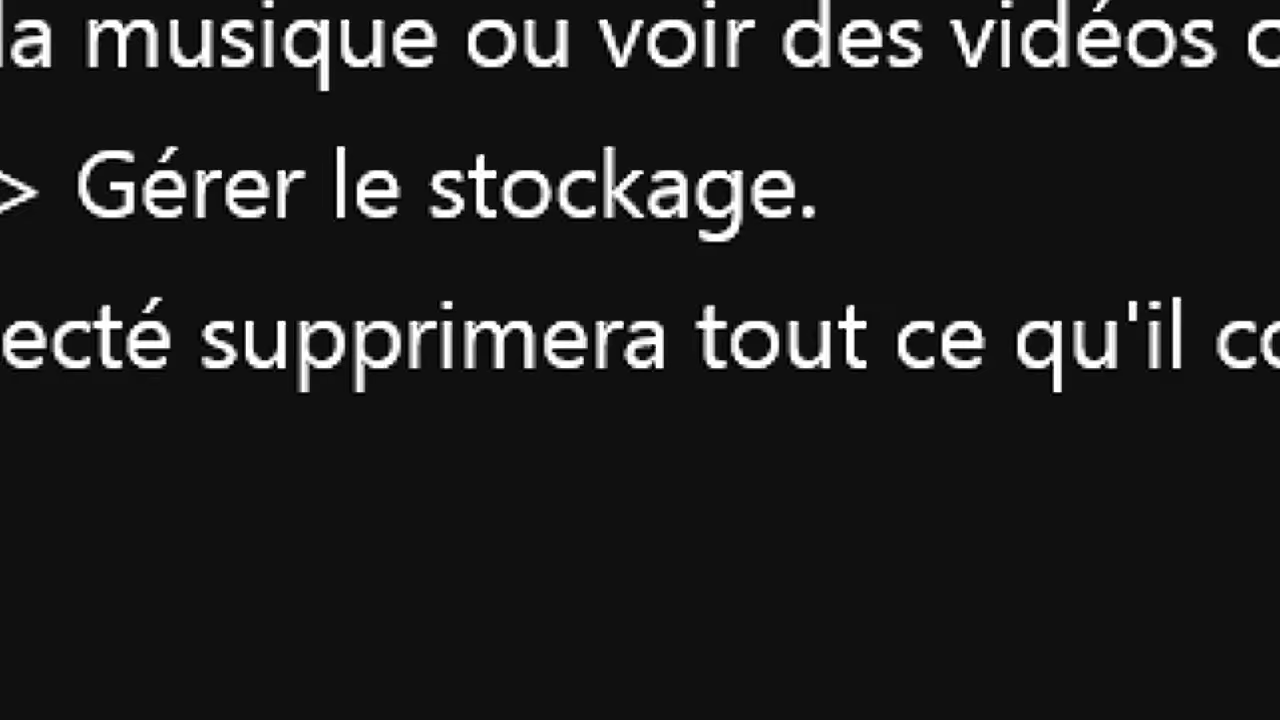 la musique ou voir des vidéos
> Gérer le stockage.
ecté supprimera tout ce qu'il